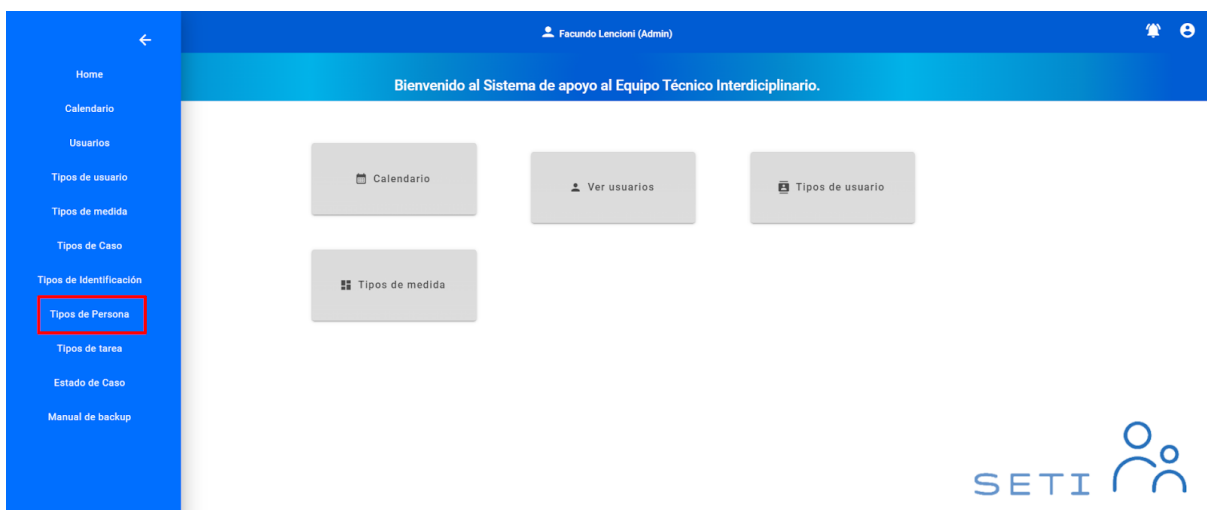 Facundo Lencioni (Admin)
Bienvenido al Sistema de apoyo al Equipo Técnico Interdiciplinario.
Home
Calendario
Usuarios
Tipos de usuario
Tipos de medida
Tipos de Caso
Tipos de Identificación
Tipos de Persona
Tipos de tarea
Estado de Caso
Manual de backup
Calendario
Ver usuarios
Tipos de usuario
Tipos de medida
SETI